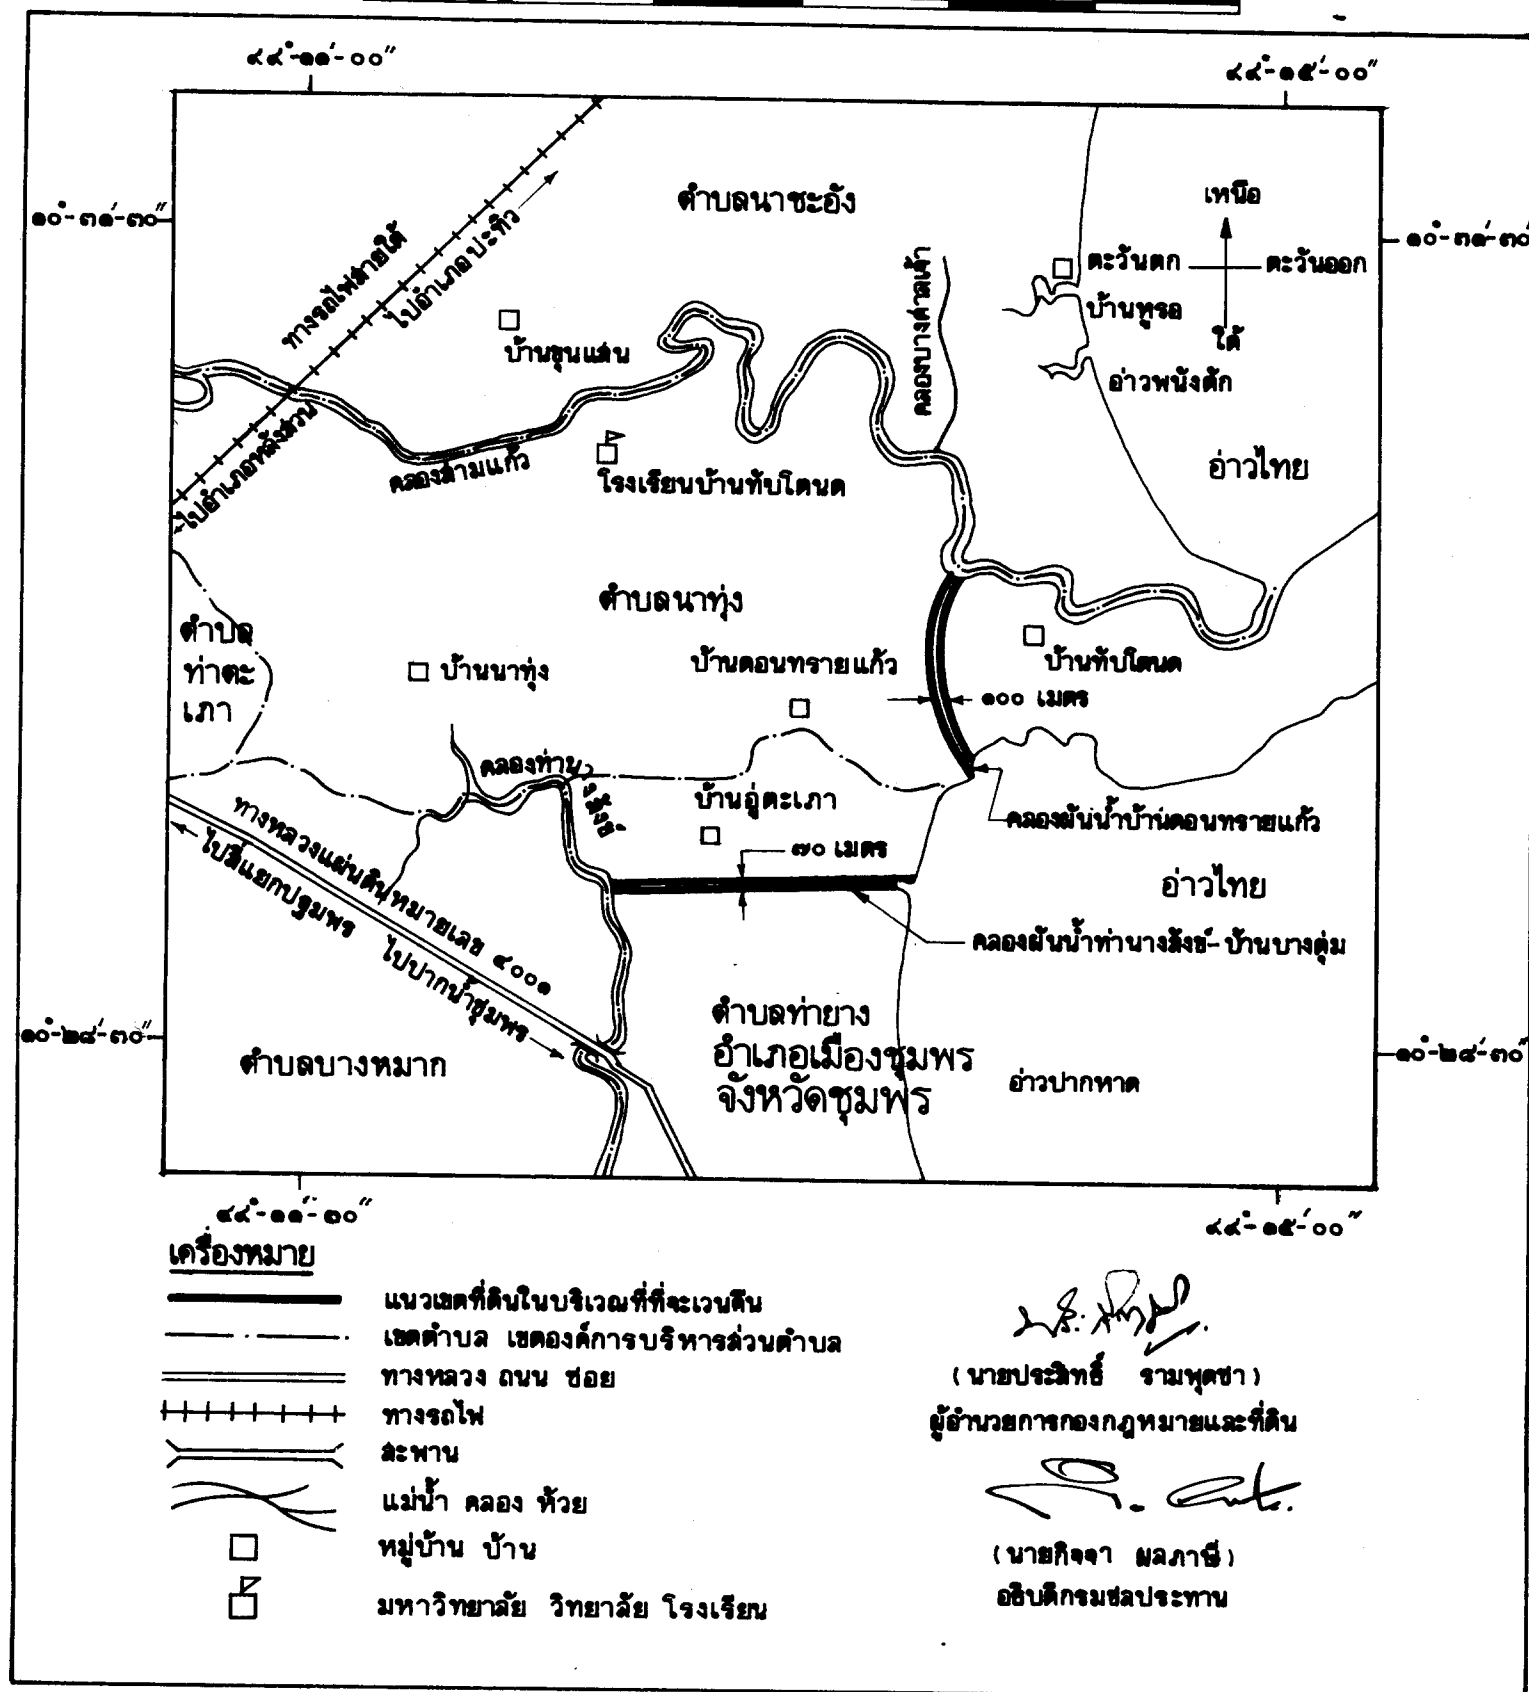 ๙๙°-๑๑'-๐๐"
๙๙°-๑๕'-๐๐"
๑๐°-๓๑'-๓๐"
๑๐°-๓๑'-๓๐"
ตำบลนาชะอัง
เหนือ
ตะวันตก
ตะวันออก
ใต้
ทางรถไฟสายใต้
ไปอำเภอปะทิว
คลองบางศาลเจ้า
บ้านทูรอ
บ้านขุนแสน
อ่าวพนังตัก
ไปอำเภอหลังสวน
คลองสามแก้ว
โรงเรียนบ้านทับโตนด
อ่าวไทย
ตำบลนาทุ่ง
ตำบล
ท่าตะ
เภา
บ้านนาทุ่ง
บ้านดอนทรายแก้ว
บ้านทับโตนด
๑๐๐ เมตร
คลองท่านางสังข์
บ้านอู่ตะเภา
คลองผันน้ำบ้านดอนทรายแก้ว
๗๐ เมตร
ทางหลวงแผ่นดินหมายเลข ๔๐๐๑
ไปสี่แยกปฐมพร
ไปปากน้ำชุมพร
อ่าวไทย
คลองผันน้ำท่านางสังข์-บ้านบางตุ่ม
ตำบลท่ายาง
อำเภอเมืองชุมพร
จังหวัดชุมพร
ตำบลบางหมาก
อ่าวปากหาด
๑๐°-๒๘'-๓๐"
๑๐°-๒๘'-๓๐"
๙๙°-๑๑'-๐๐"
๙๙°-๑๕'-๐๐"
เครื่องหมาย
แนวเขตที่ดินในบริเวณที่ที่จะเวนคืน
เขตตำบล เขตองค์การบริหารส่วนตำบล
ทางหลวง ถนน ซอย
ทางรถไฟ
สะพาน
แม่น้ำ คลอง ห้วย
หมู่บ้าน บ้าน
มหาวิทยาลัย วิทยาลัย โรงเรียน
(นายประสิทธิ์ รามพุดซา)
ผู้อำนวยการกองกฎหมายและที่ดิน
(นายกิจจา ผลภาษี)
อธิบดีกรมชลประทาน